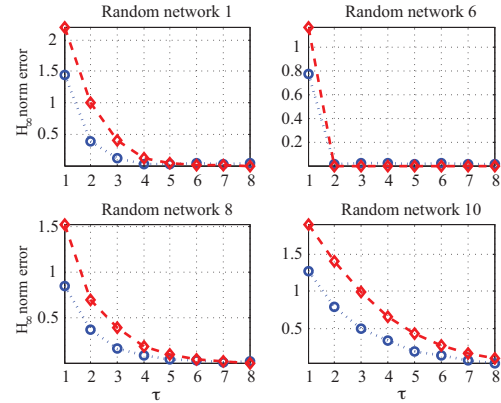 Random network 1
2
1.5
1
0.5
H∞ norm error
1 2 3 4 5 6 7 8
Random network 6
1
0.8
0.6
0.4
0.2
1 2 3 4 5 6 7 8
Random network 8
1.5
1
0.5
H∞ norm error
1 2 3 4 5 6 7 8
τ
Random network 10
1.5
1
0.5
1 2 3 4 5 6 7 8
τ